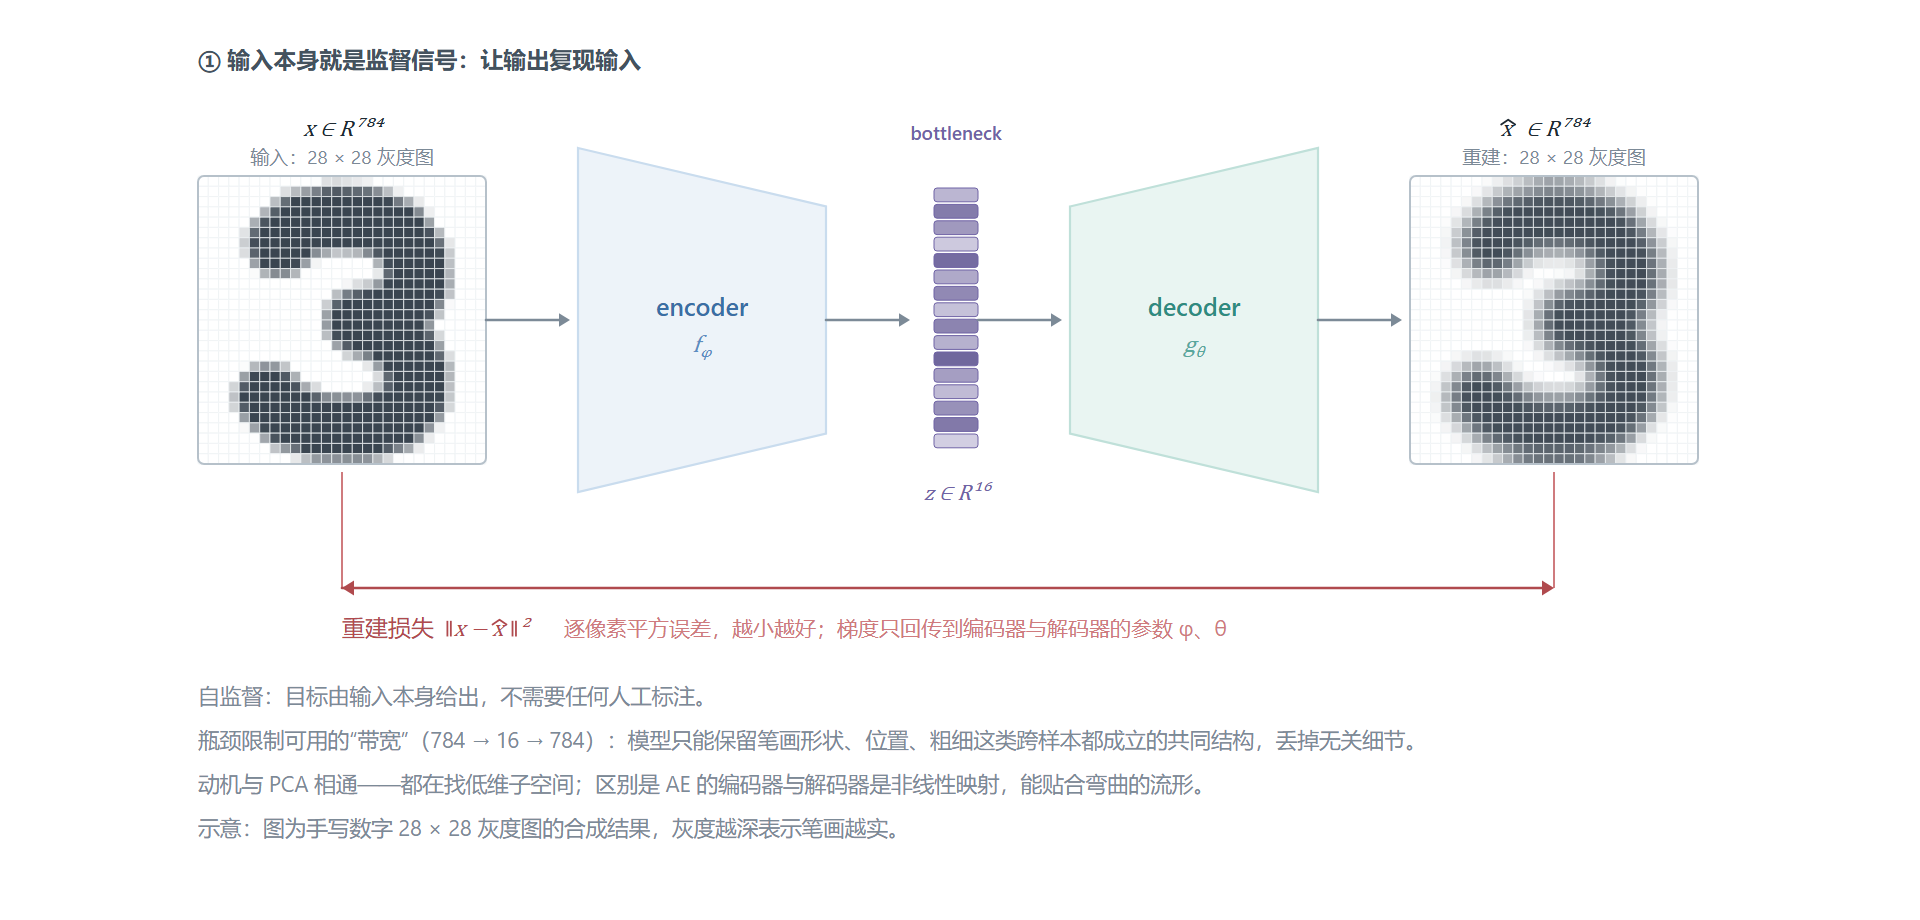 ① 输入本身就是监督信号：让输出复现输入
x ∈ R⁷⁸⁴
输入：28 × 28 灰度图
bottleneck
x̂ ∈ R⁷⁸⁴
重建：28 × 28 灰度图
encoder
f_φ
decoder
g_θ
z ∈ R¹⁶
重建损失 ‖x − x̂‖² 逐像素平方误差，越小越好；梯度只回传到编码器与解码器的参数 φ、θ
自监督：目标由输入本身给出，不需要任何人工标注。
瓶颈限制可用的“带宽”（784 → 16 → 784）：模型只能保留笔画形状、位置、粗细这类跨样本都成立的共同结构，丢掉无关细节。
动机与 PCA 相通——都在找低维子空间；区别是 AE 的编码器与解码器是非线性映射，能贴合弯曲的流形。
示意：图为手写数字 28 × 28 灰度图的合成结果，灰度越深表示笔画越实。